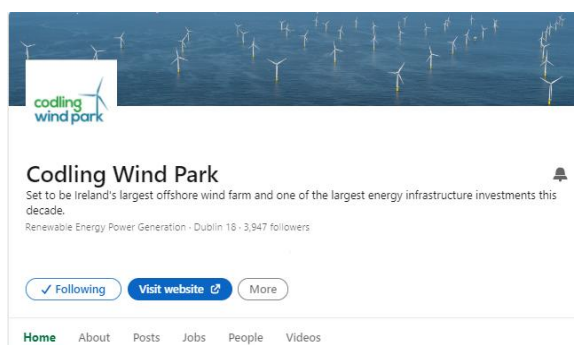 codling
wind park
Codling Wind Park
Set to be Ireland's largest offshore wind farm and one of the largest energy infrastructure investments this
decade.
Renewable Energy Power Generation · Dublin 18 · 3,947 followers
Following
Visit website
More
Home
About
Posts
Jobs
People
Videos